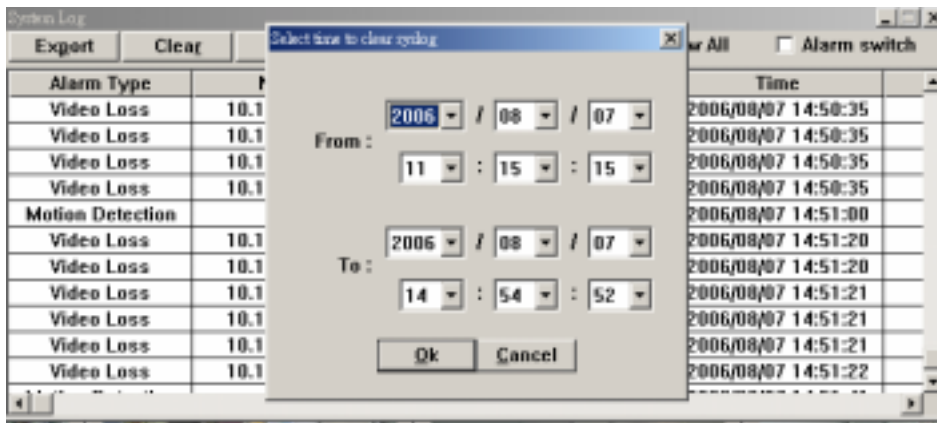 System Log
Export Clear All Alarm switch
Select time to clear syslog
Alarm Type Time
Video Loss 10.1 2006/08/07 14:50:35
Video Loss 10.1 2006/08/07 14:50:35
Video Loss 10.1 2006/08/07 14:50:35
Video Loss 10.1 2006/08/07 14:50:35
Motion Detection 2006/08/07 14:51:00
Video Loss 10.1 2006/08/07 14:51:20
Video Loss 10.1 2006/08/07 14:51:20
Video Loss 10.1 2006/08/07 14:51:21
Video Loss 10.1 2006/08/07 14:51:21
Video Loss 10.1 2006/08/07 14:51:21
Video Loss 10.1 2006/08/07 14:51:22
From :
2006 / 08 / 07
11 : 15 : 15
To :
2006 / 08 / 07
14 : 54 : 52
Ok Cancel